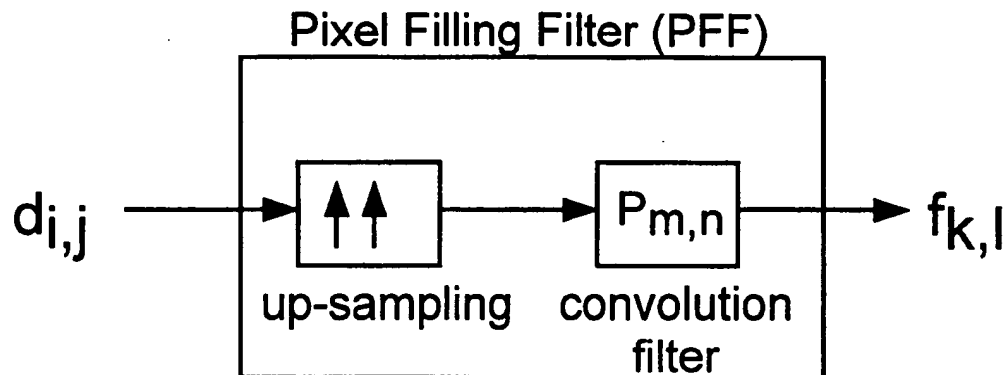 Pixel Filling Filter (PFF)
di,j
Pm,n
fk,l
up-sampling
convolution
filter